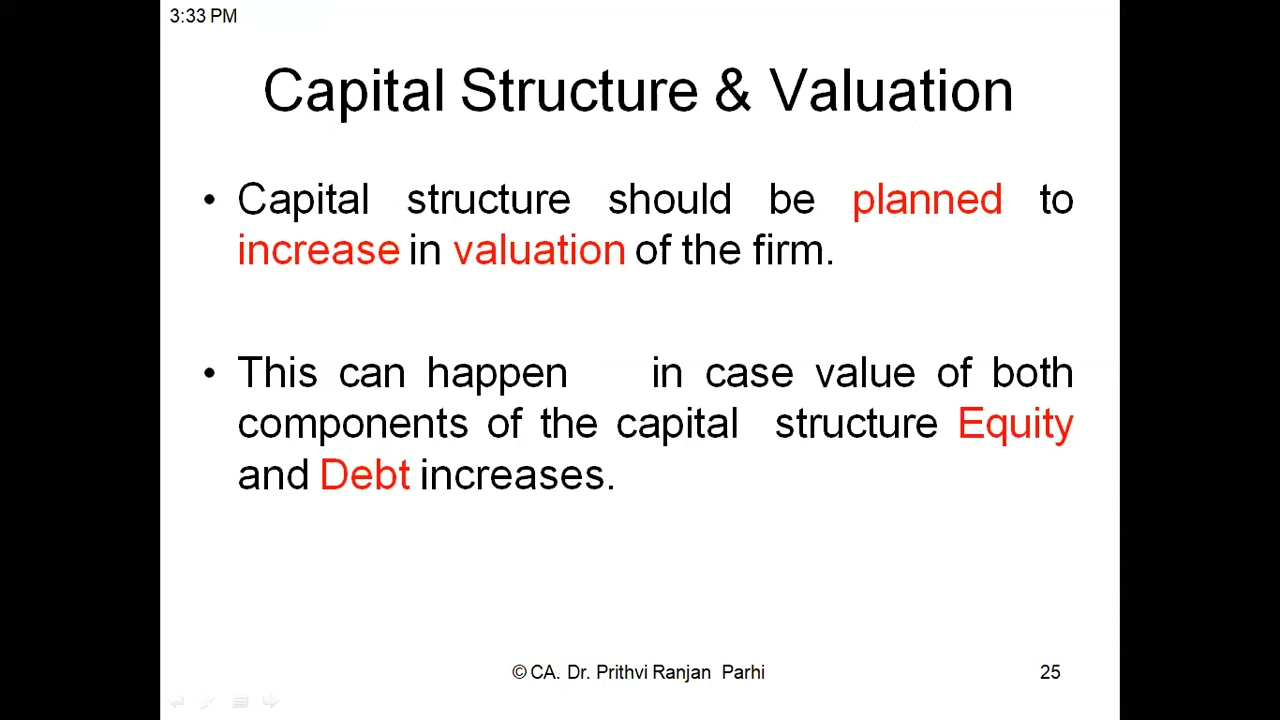 3:33 PM
Capital Structure & Valuation
• Capital structure should be planned to
increase in valuation of the firm.
• This can happen in case value of both
components of the capital structure Equity
and Debt increases.
© CA. Dr. Prithvi Ranjan Parhi
25